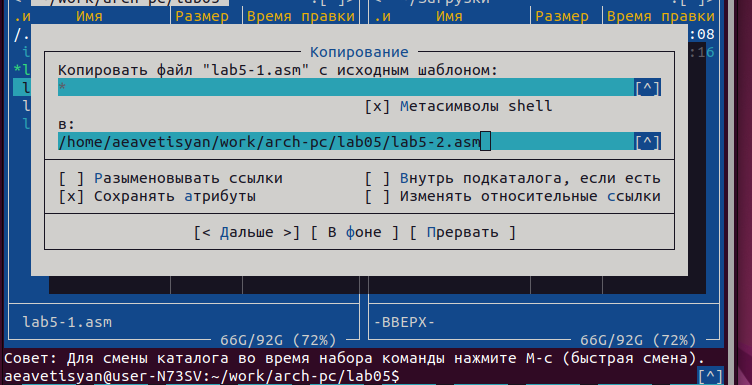 < ~/work/arch-pc/lab05 .[^]> < ~/Загрузки .[^]>
.и Имя Размер Время правки .и Имя Размер Время правки
/. :08
Копирование :16
Копировать файл "lab5-1.asm" с исходным шаблоном:
* [^]
[x] Метасимволы shell
в:
/home/aeavetisyan/work/arch-pc/lab05/lab5-2.asm [^]
[ ] Разыменовывать ссылки [ ] Внутрь подкаталога, если есть
[x] Сохранять атрибуты [ ] Изменять относительные ссылки
[< Дальше >] [ В фоне ] [ Прервать ]
lab5-1.asm -ВВЕРХ-
66G/92G (72%) 66G/92G (72%)
Совет: Для смены каталога во время набора команды нажмите M-c (быстрая смена).
aeavetisyan@user-N73SV:~/work/arch-pc/lab05$ [^]